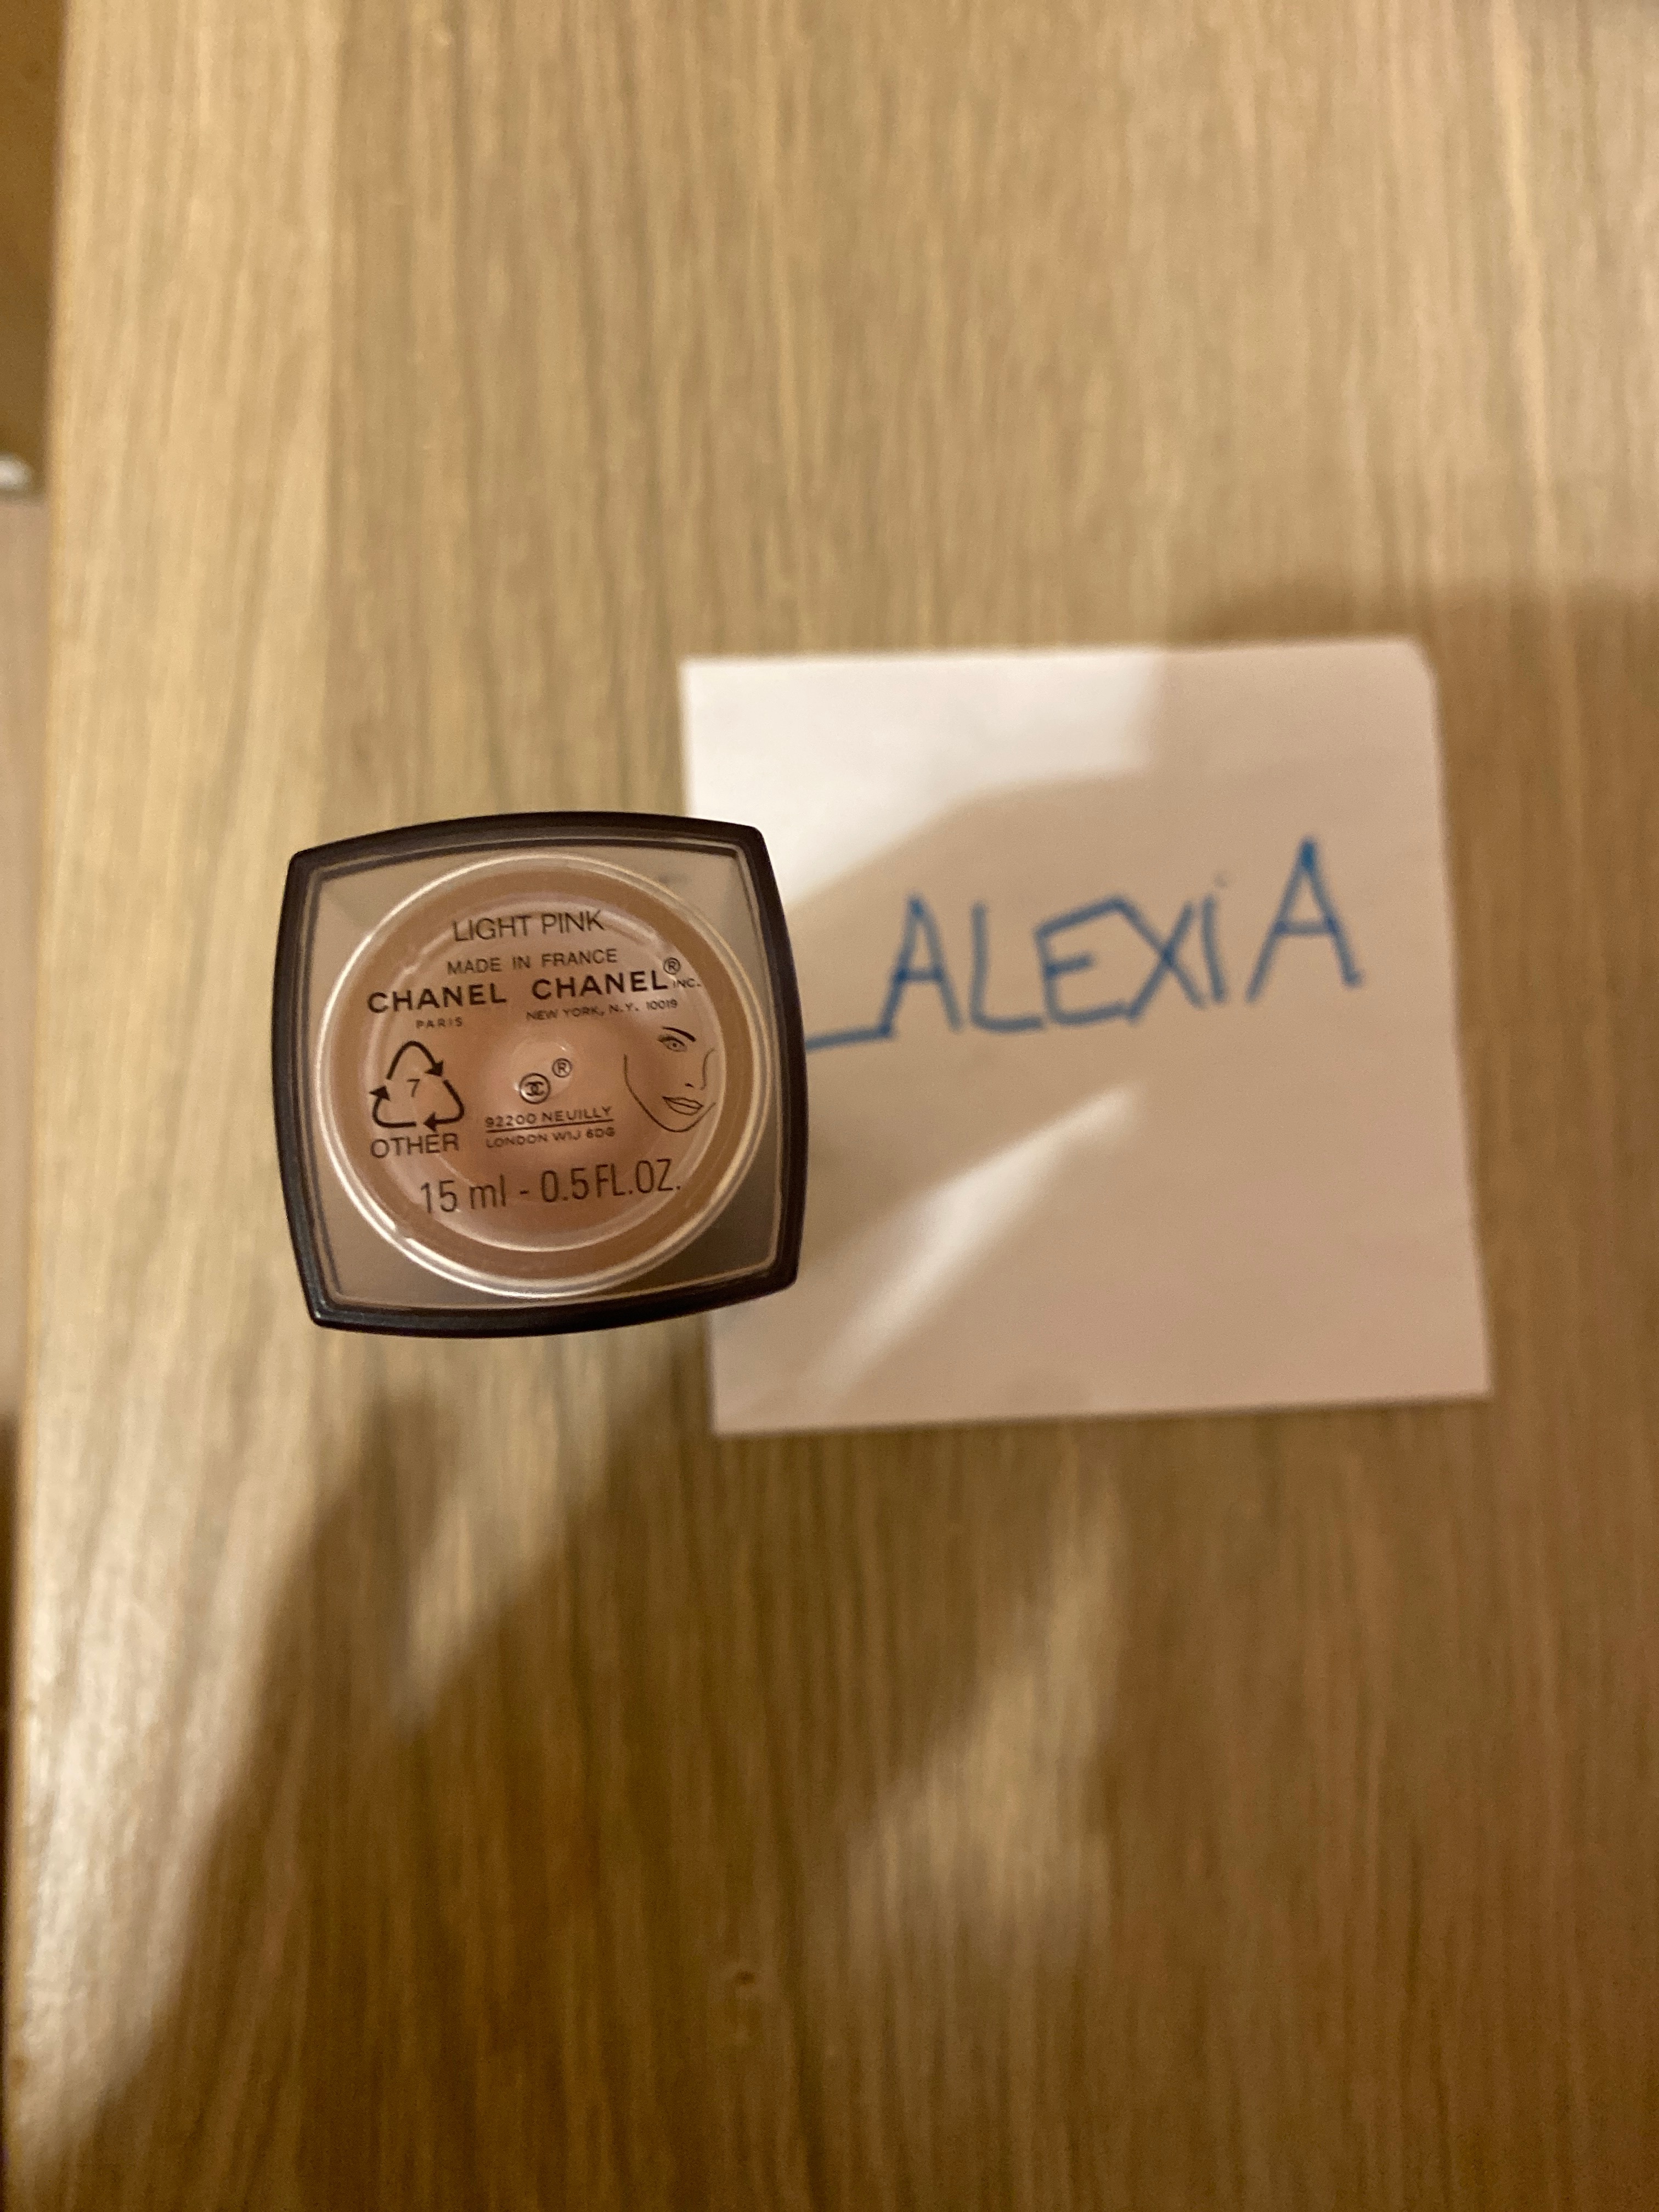 LIGHT PINK
MADE IN FRANCE
CHANEL CHANEL® INC.
PARIS NEW YORK, N.Y. 10019
7
OTHER
®
92200 NEUILLY
LONDON W1J 6DG
15 ml - 0.5 FL.OZ.
ALEXiA